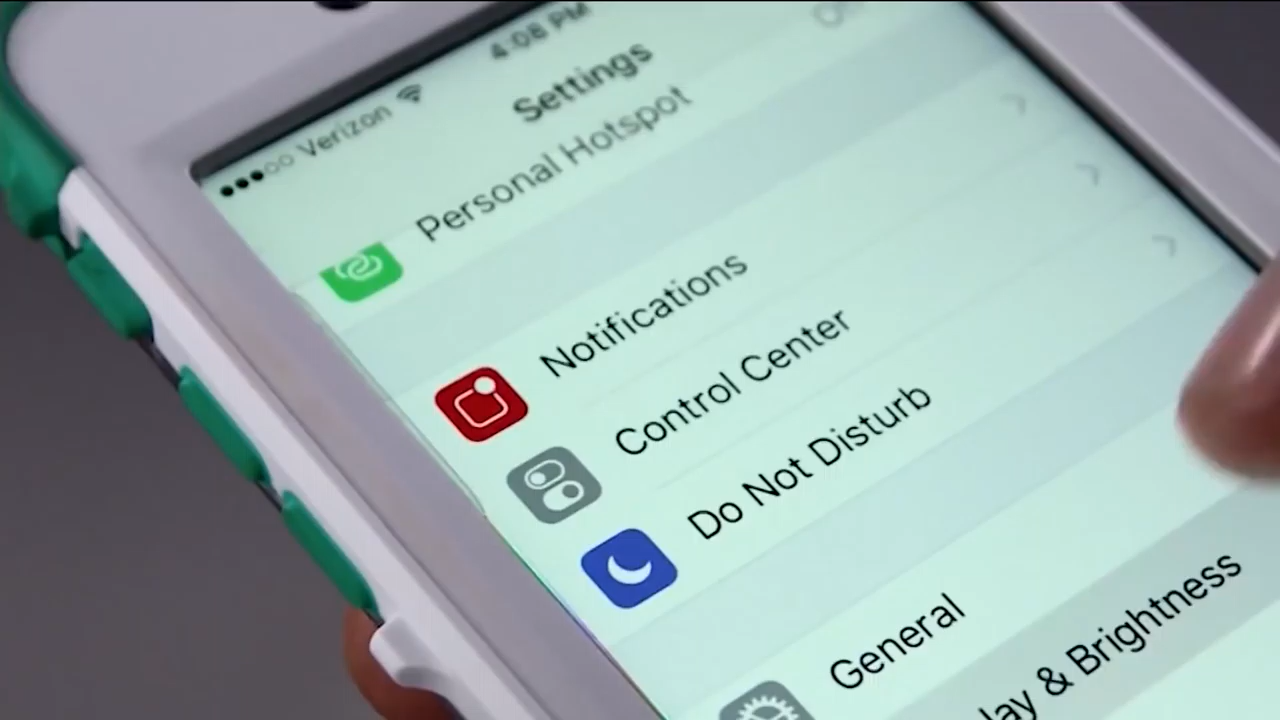 Verizon 4:08 PM
Settings
Personal Hotspot
Notifications
Control Center
Do Not Disturb
General
lay & Brightness